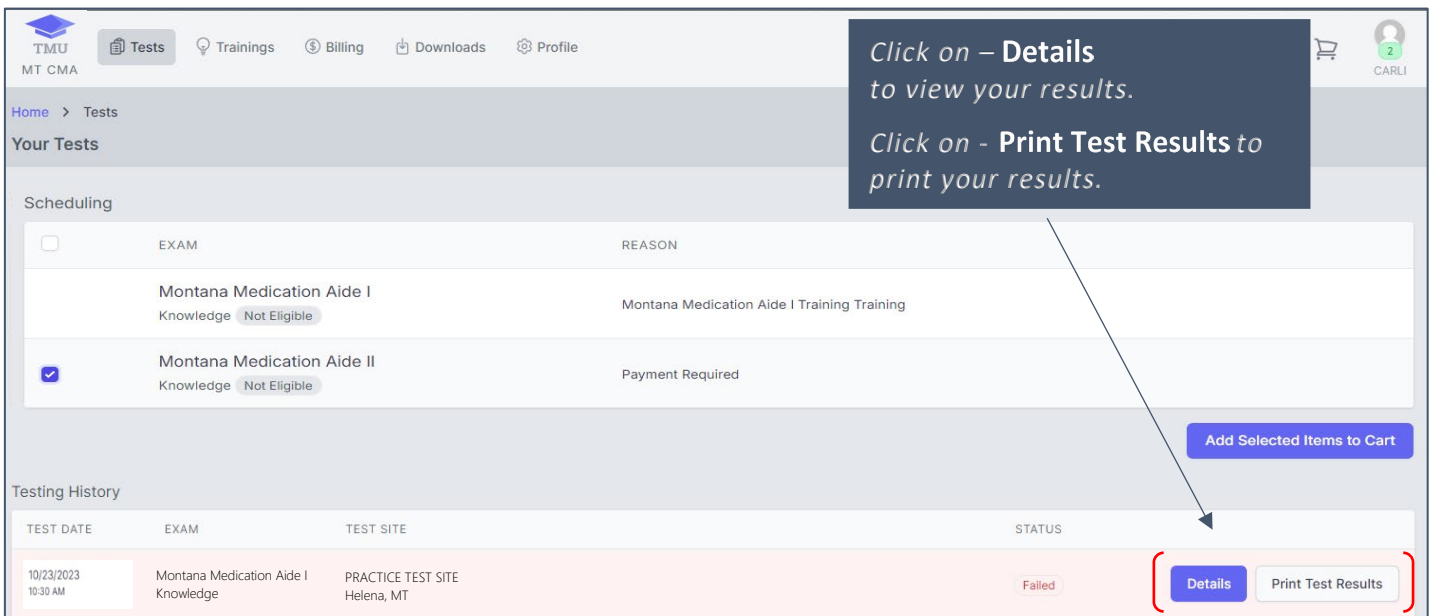 TMU
MT CMA
Tests
Trainings
Billing
Downloads
Profile
2
CARLI
Click on – Details
to view your results.
Click on - Print Test Results to
print your results.
Home > Tests
Your Tests
Scheduling
EXAM REASON
Montana Medication Aide I
Knowledge Not Eligible
Montana Medication Aide I Training Training
Montana Medication Aide II
Knowledge Not Eligible
Payment Required
Add Selected Items to Cart
Testing History
TEST DATE EXAM TEST SITE STATUS
10/23/2023
10:30 AM
Montana Medication Aide I
Knowledge
PRACTICE TEST SITE
Helena, MT
Failed
Details
Print Test Results